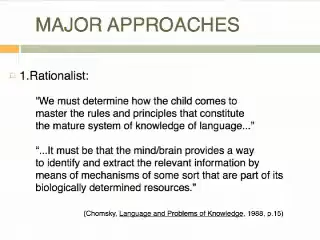 MAJOR APPROACHES
1.Rationalist:
"We must determine how the child comes to
master the rules and principles that constitute
the mature system of knowledge of language..."
"...It must be that the mind/brain provides a way
to identify and extract the relevant information by
means of mechanisms of some sort that are part of its
biologically determined resources."
(Chomsky, Language and Problems of Knowledge, 1988, p.15)